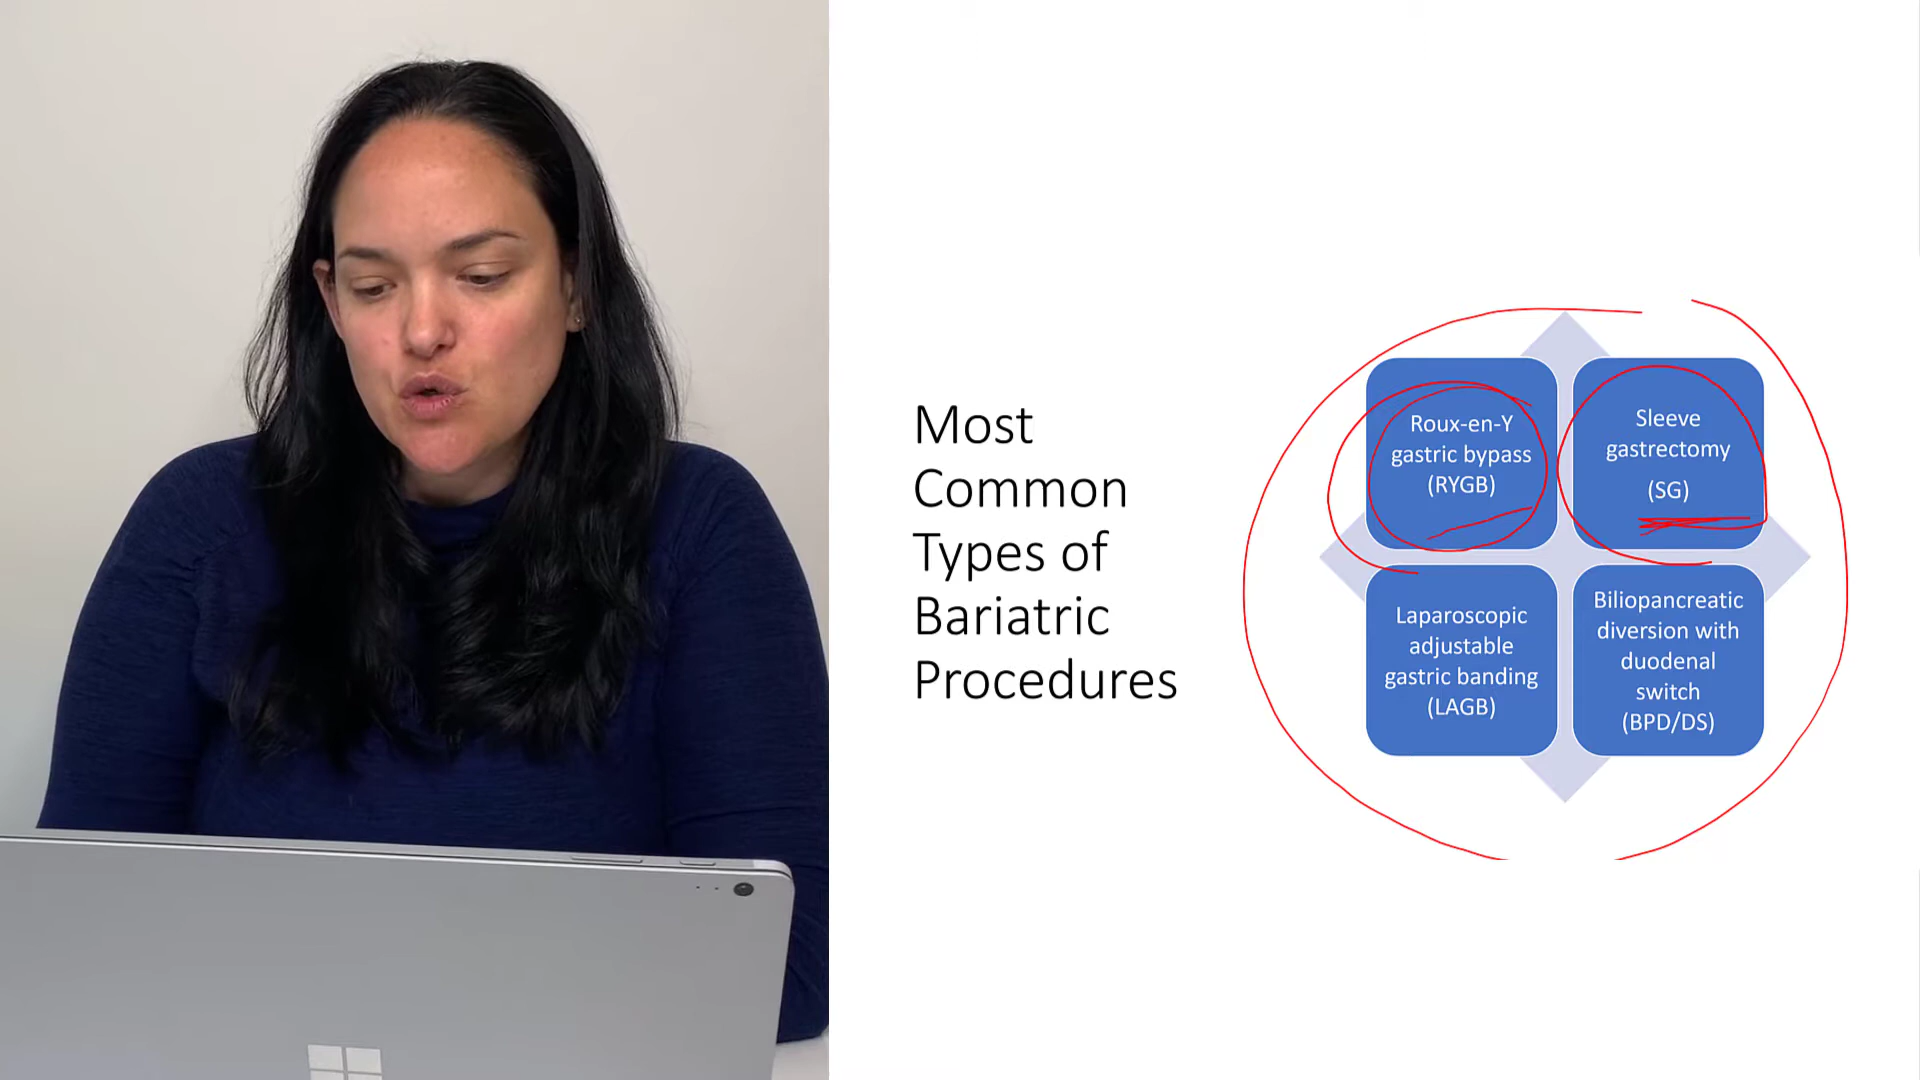 Most
Common
Types of
Bariatric
Procedures
Roux-en-Y
gastric bypass
(RYGB)
Sleeve
gastrectomy
(SG)
Laparoscopic
adjustable
gastric banding
(LAGB)
Biliopancreatic
diversion with
duodenal
switch
(BPD/DS)